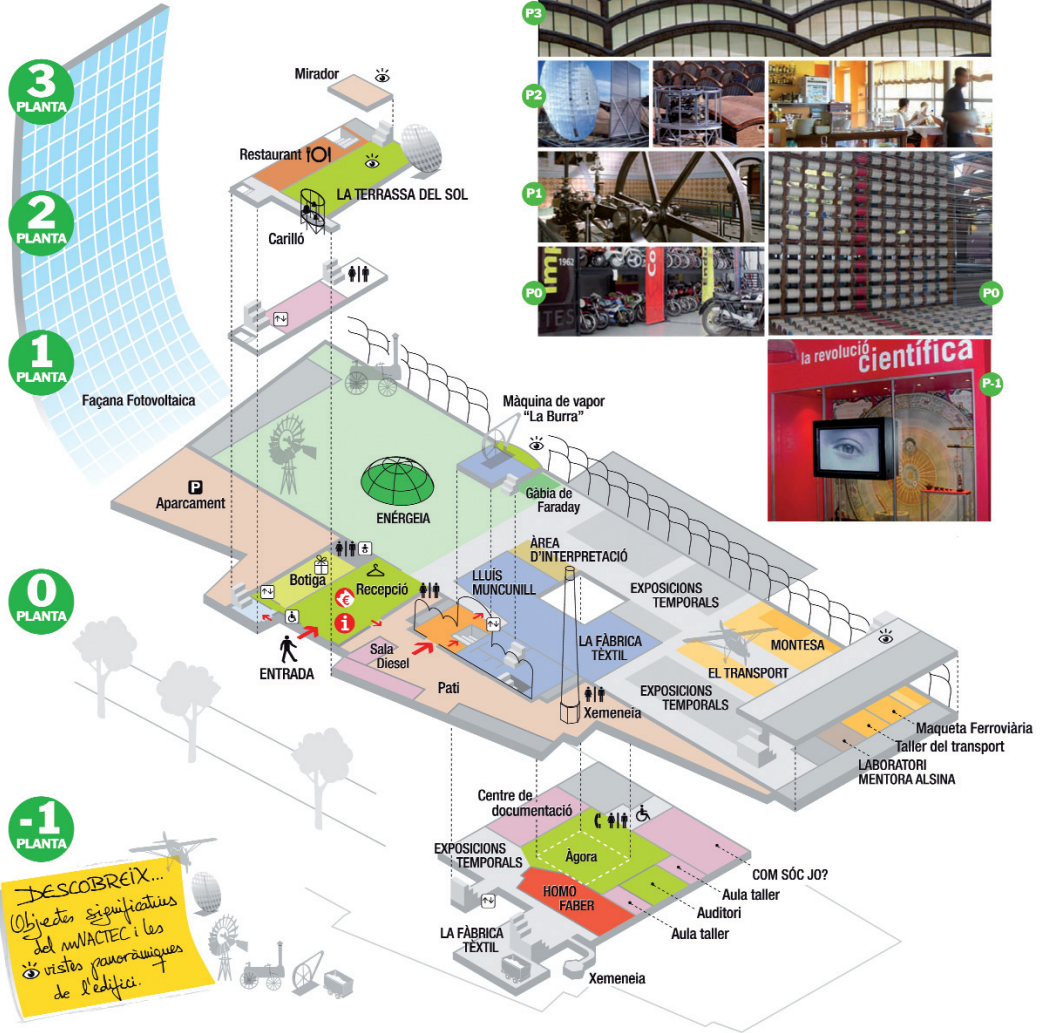 3
PLANTA
2
PLANTA
1
PLANTA
0
PLANTA
-1
PLANTA
Façana Fotovoltaica
Mirador
Restaurant
LA TERRASSA DEL SOL
Carilló
P3
P2
P1
P0
1962
P0
la revolució
científica
P-1
Màquina de vapor
"La Burra"
Gàbia de
Faraday
P
Aparcament
ENÉRGEIA
ÀREA
D'INTERPRETACIÓ
Botiga
Recepció
€
i
LLUÍS
MUNCUNILL
EXPOSICIONS
TEMPORALS
MONTESA
ENTRADA
Sala
Diesel
LA FÀBRICA
TÈXTIL
EL TRANSPORT
Pati
EXPOSICIONS
TEMPORALS
Xemeneia
Maqueta Ferroviària
Taller del transport
LABORATORI
MENTORA ALSINA
Centre de
documentació
EXPOSICIONS
TEMPORALS
Àgora
COM SÓC JO?
HOMO
FABER
Aula taller
Auditori
Aula taller
LA FÀBRICA
TÈXTIL
Xemeneia
DESCOBREIX...
Objectes significatius
del mNACTEC i les
vistes panoràmiques
de l'edifici.